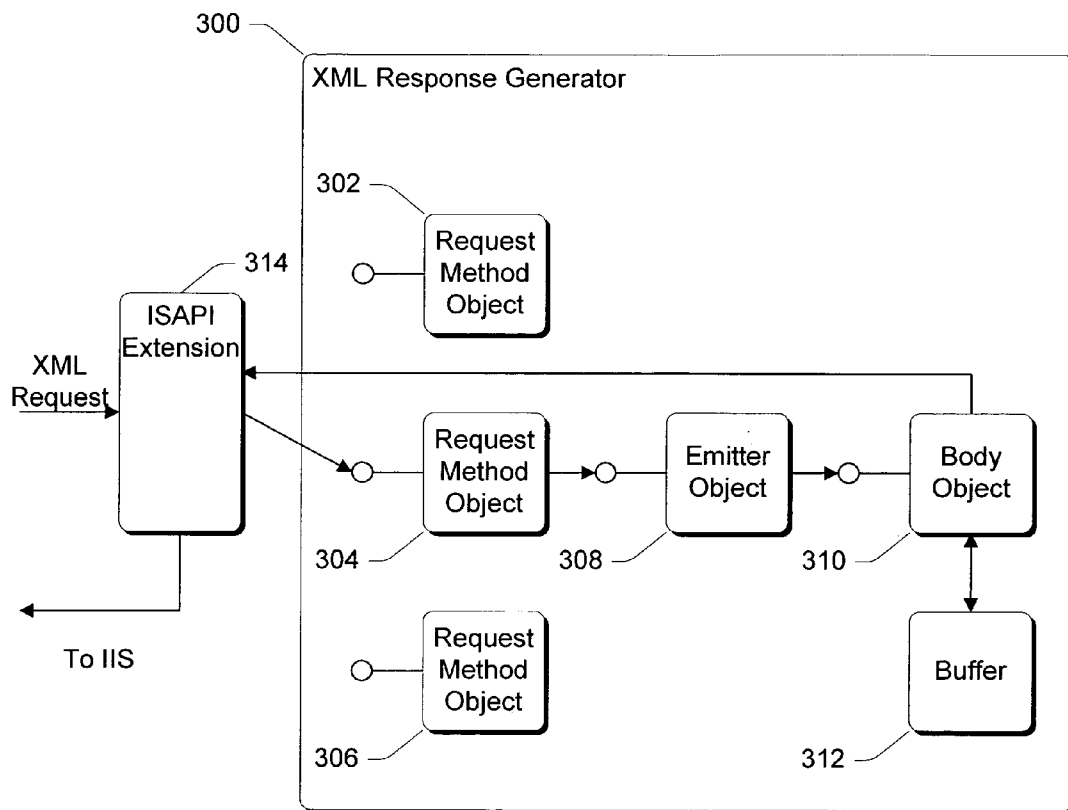 300
XML Response Generator
302
Request
Method
Object
314
ISAPI
Extension
XML
Request
Request
Method
Object
304
Emitter
Object
308
Body
Object
310
To IIS
Request
Method
Object
306
Buffer
312